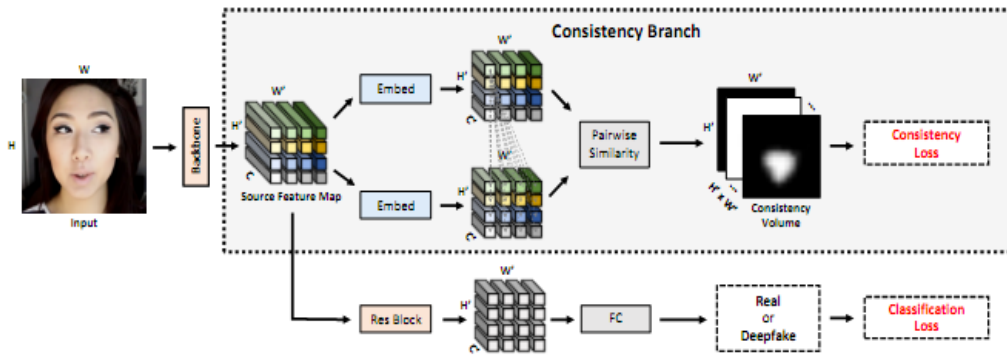 Consistency Branch
W
H
Input
Backbone
W'
H'
C
Source Feature Map
Embed
Embed
W'
H'
C'
W'
H'
C'
Pairwise
Similarity
W'
H'
...
...
H' x W'
Consistency
Volume
Consistency
Loss
Res Block
W'
H'
C'
FC
Real
or
Deepfake
Classification
Loss